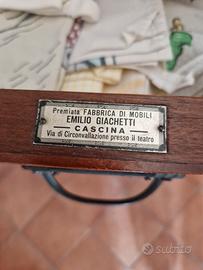 Premiata FABBRICA DI MOBILI
EMILIO GIACHETTI
CASCINA
Via di Circonvallazione presso il teatro
subito